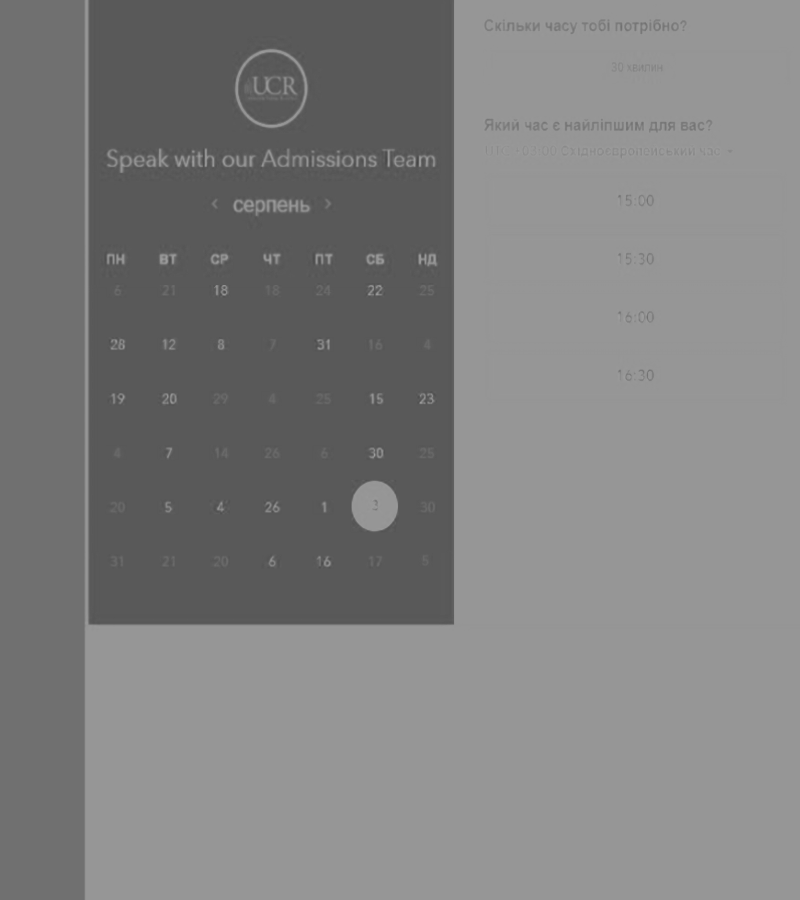 UCR
Speak with our Admissions Team
‹ серпень ›
ПН ВТ СР ЧТ ПТ СБ НД
6 21 18 18 24 22 25
28 12 8 7 31 16 4
19 20 29 4 25 15 23
4 7 14 26 6 30 25
20 5 4 26 1 2 30
31 21 20 6 16 17 5
Скільки часу тобі потрібно?
30 хвилин
Який час є найліпшим для вас?
UTC +03:00 Східноєвропейський час
15:00
15:30
16:00
16:30